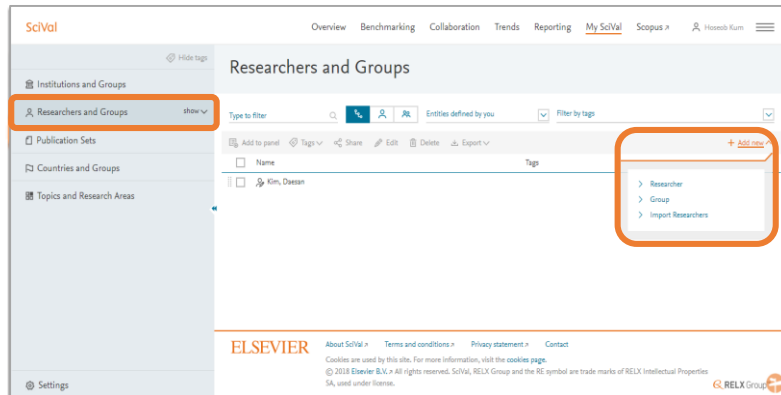 SciVal
Overview Benchmarking Collaboration Trends Reporting My SciVal Scopus Hoseob Kum
Hide tags
Institutions and Groups
Researchers and Groups show
Publication Sets
Countries and Groups
Topics and Research Areas
Settings
Researchers and Groups
Type to filter Entities defined by you Filter by tags
Add to panel Tags Share Edit Delete Export + Add new
Name Tags
Kim, Daesan
> Researcher
> Group
> Import Researchers
ELSEVIER
About SciVal Terms and conditions Privacy statement Contact
Cookies are used by this site. For more information, visit the cookies page.
© 2018 Elsevier B.V. All rights reserved. SciVal, RELX Group and the RE symbol are trade marks of RELX Intellectual Properties
SA, used under license.
RELX Group